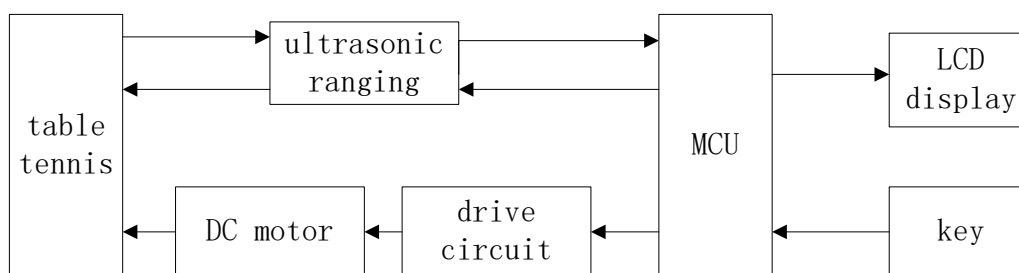 table
tennis
ultrasonic
ranging
MCU
LCD
display
DC motor
drive
circuit
key